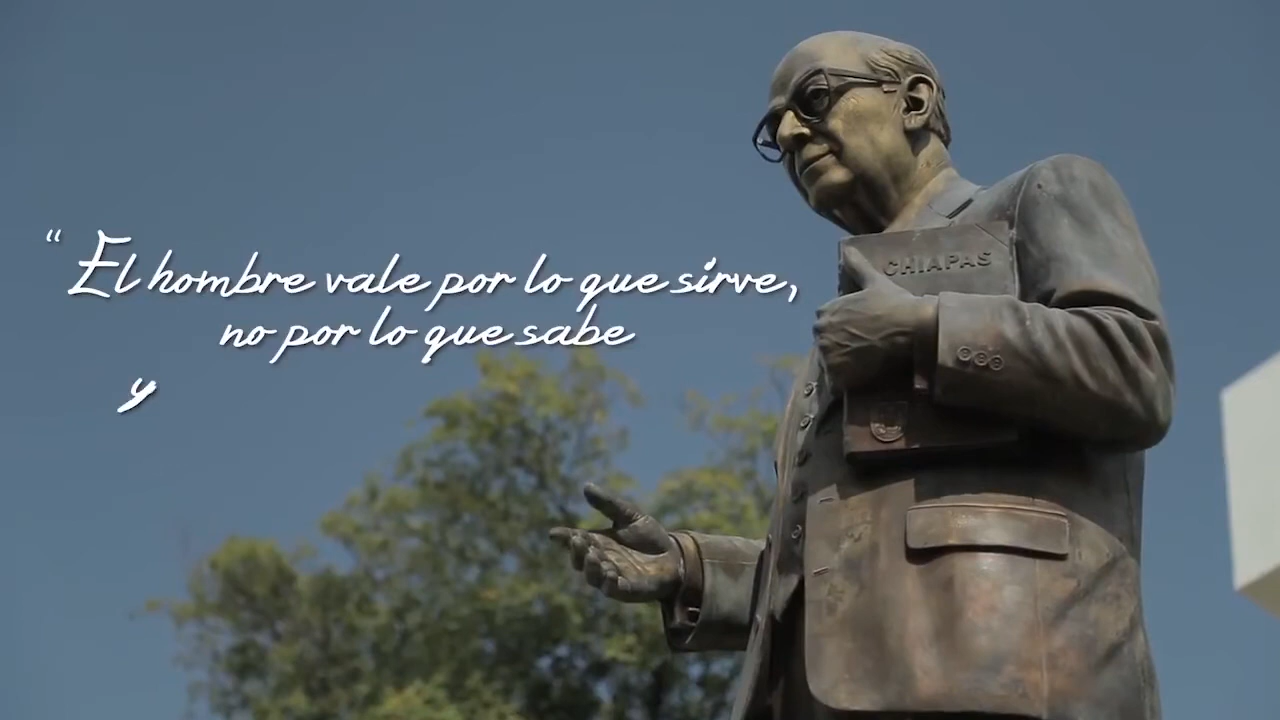 “El hombre vale por lo que sirve,
no por lo que sabe
y
CHIAPAS